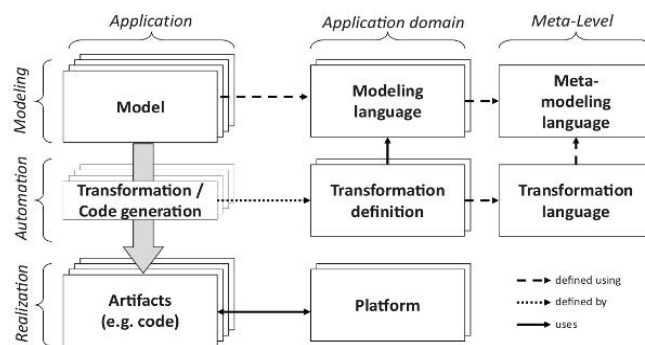 Application
Application domain
Meta-Level
Modeling
Model
Modeling
language
Meta-
modeling
language
Automation
Transformation /
Code generation
Transformation
definition
Transformation
language
Realization
Artifacts
(e.g. code)
Platform
defined using
defined by
uses